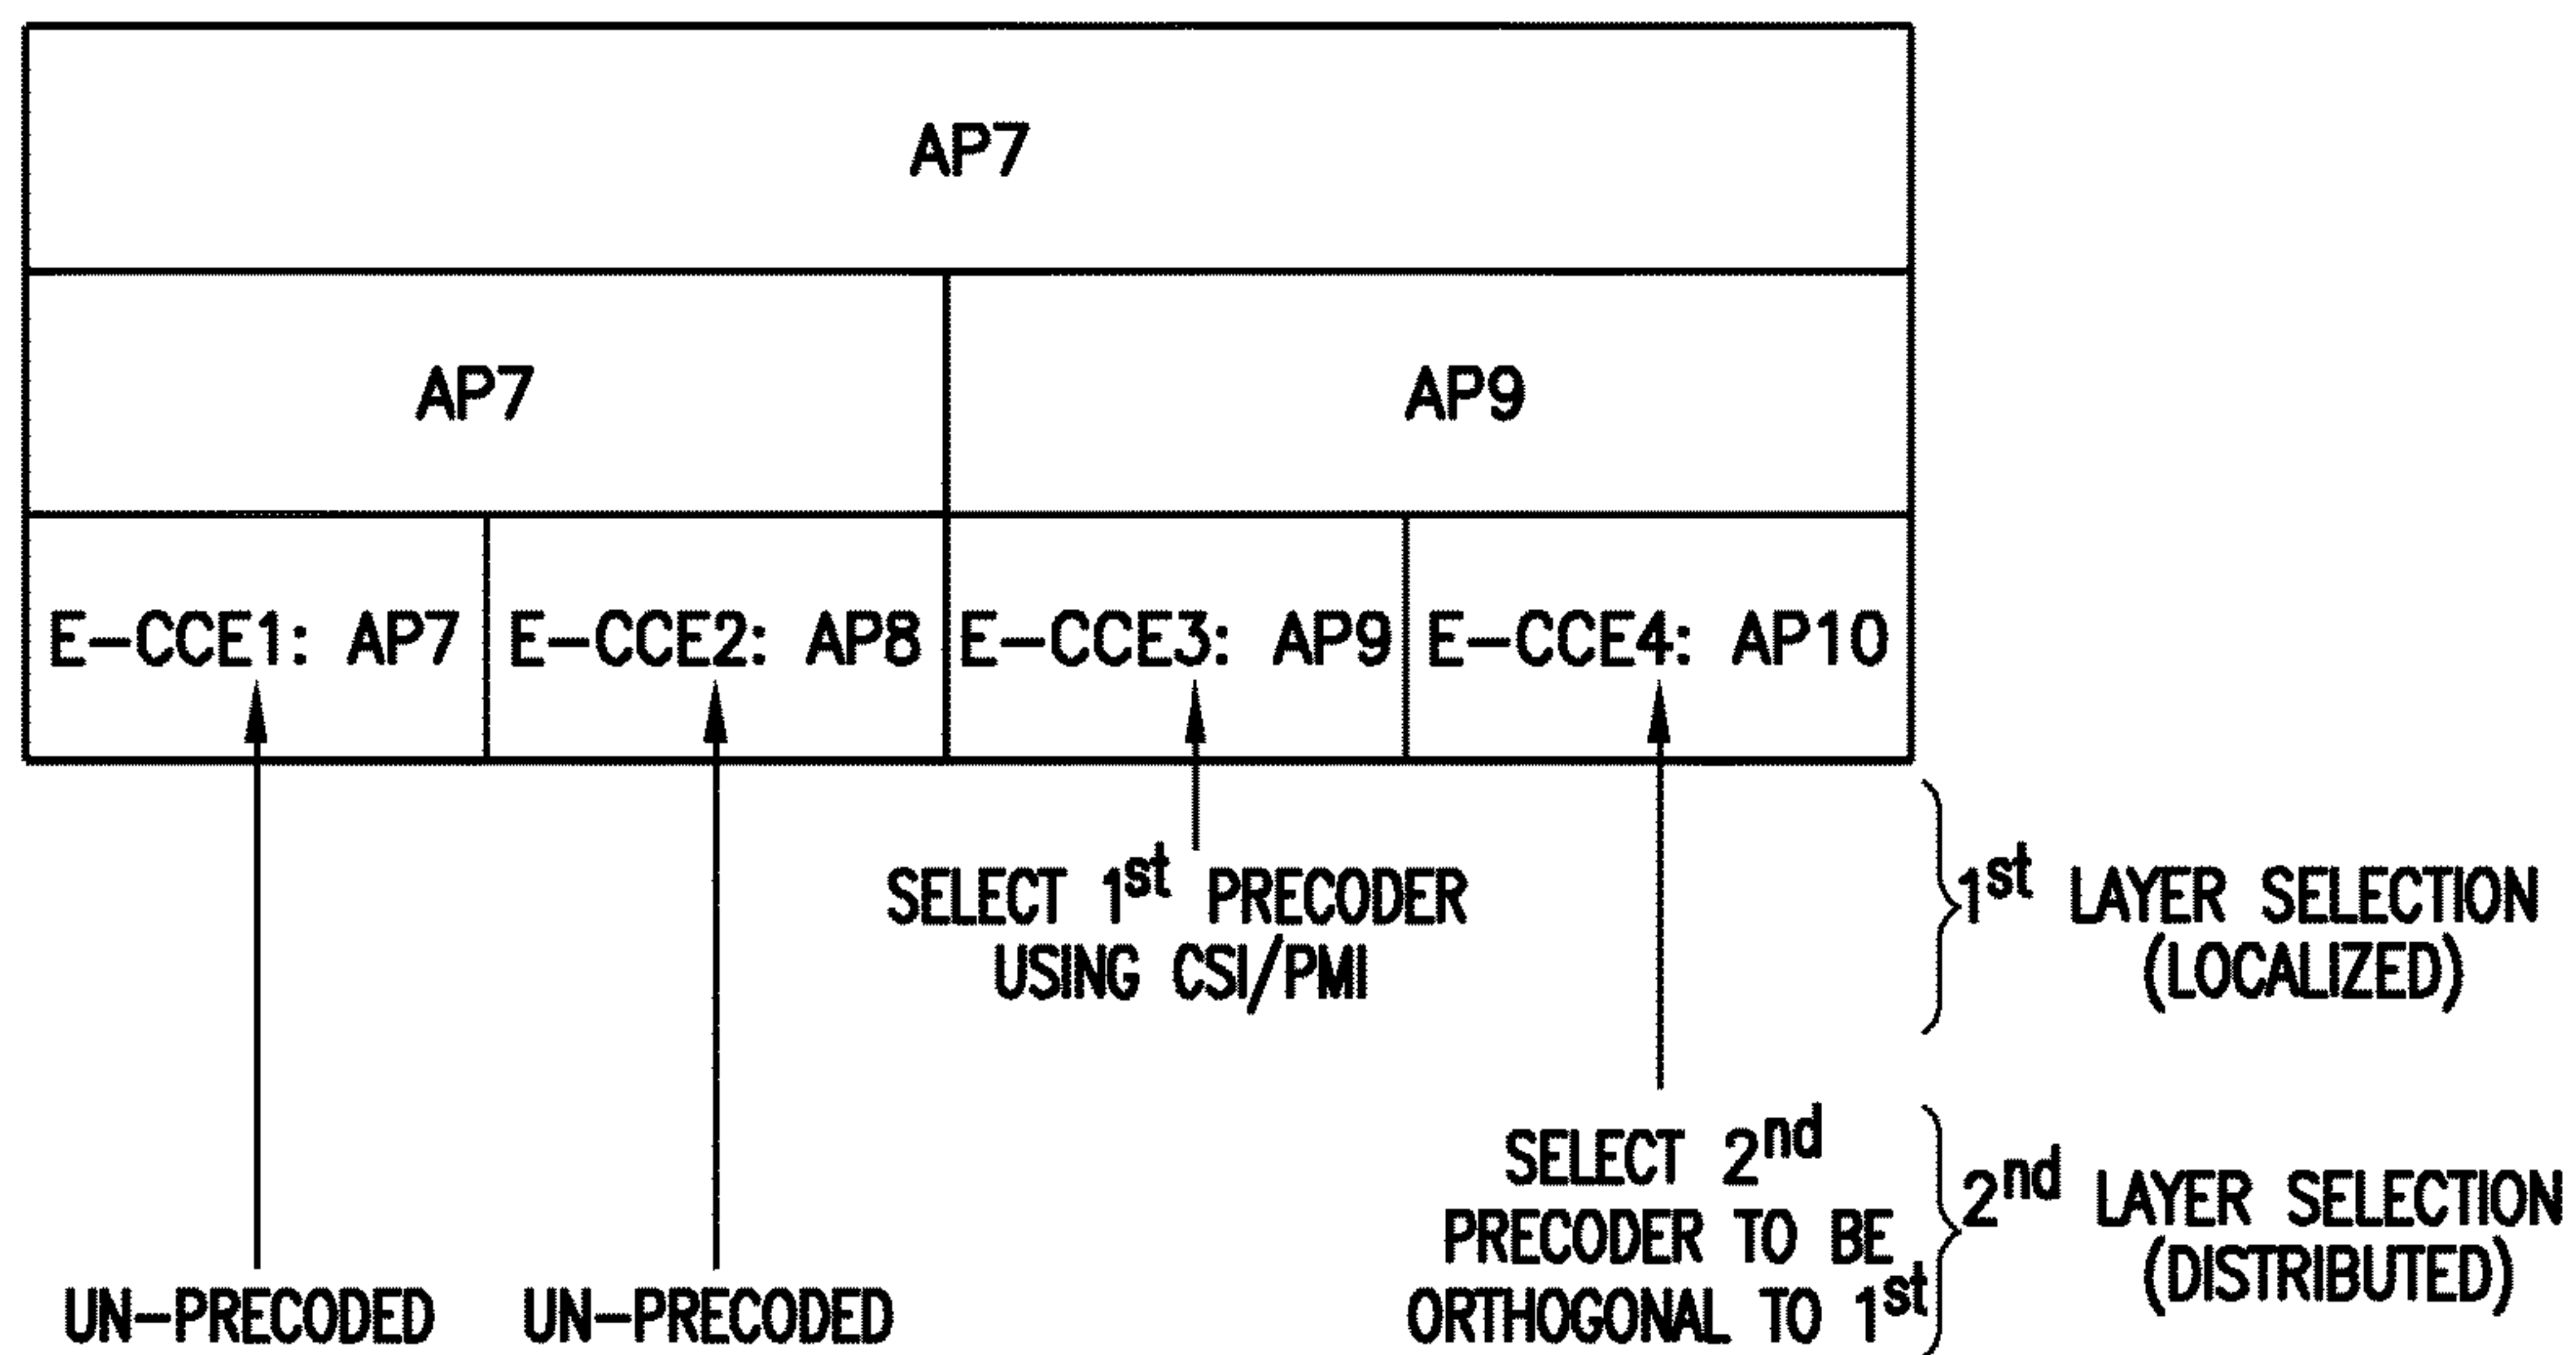 AP7
AP7
AP9
E-CCE1: AP7
E-CCE2: AP8
E-CCE3: AP9
E-CCE4: AP10
SELECT 1st PRECODER
USING CSI/PMI
1st LAYER SELECTION
(LOCALIZED)
SELECT 2nd
PRECODER TO BE
ORTHOGONAL TO 1st
2nd LAYER SELECTION
(DISTRIBUTED)
UN-PRECODED
UN-PRECODED